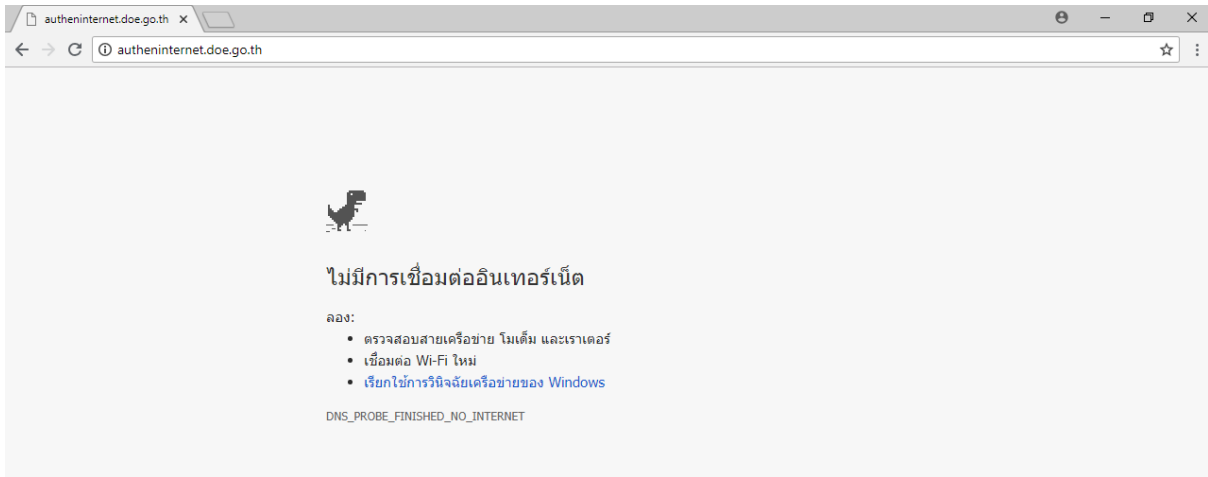 autheninternet.doe.go.th
autheninternet.doe.go.th
ไม่มีการเชื่อมต่ออินเทอร์เน็ต
ลอง:
ตรวจสอบสายเครือข่าย โมเด็ม และเราเตอร์
เชื่อมต่อ Wi-Fi ใหม่
เรียกใช้การวินิจฉัยเครือข่ายของ Windows
DNS_PROBE_FINISHED_NO_INTERNET